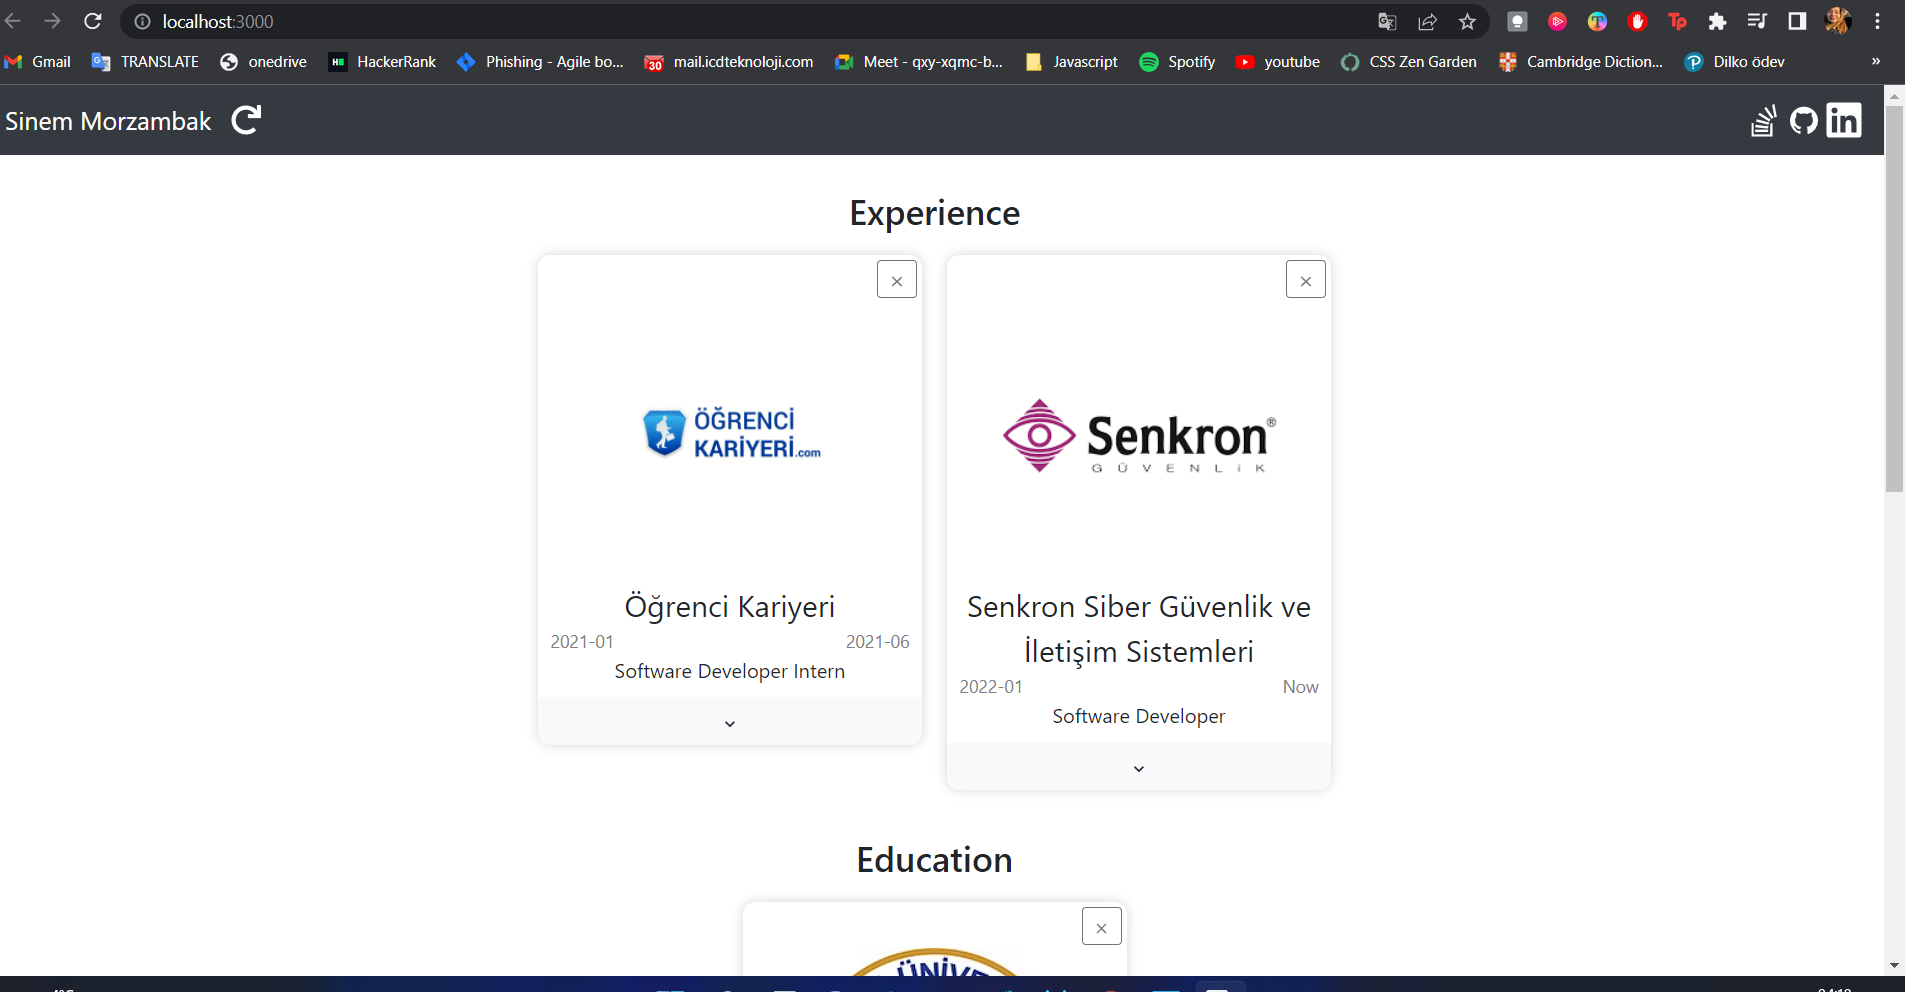 localhost:3000
Gmail TRANSLATE onedrive HackerRank Phishing - Agile bo... mail.icdteknoloji.com Meet - qxy-xqmc-b... Javascript Spotify youtube CSS Zen Garden Cambridge Diction... Dilko ödev »
Sinem Morzambak
Experience
ÖĞRENCİ
KARİYERİ.com
Senkron®
GÜVENLİK
Öğrenci Kariyeri
2021-01 2021-06
Software Developer Intern
Senkron Siber Güvenlik ve
İletişim Sistemleri
2022-01 Now
Software Developer
Education